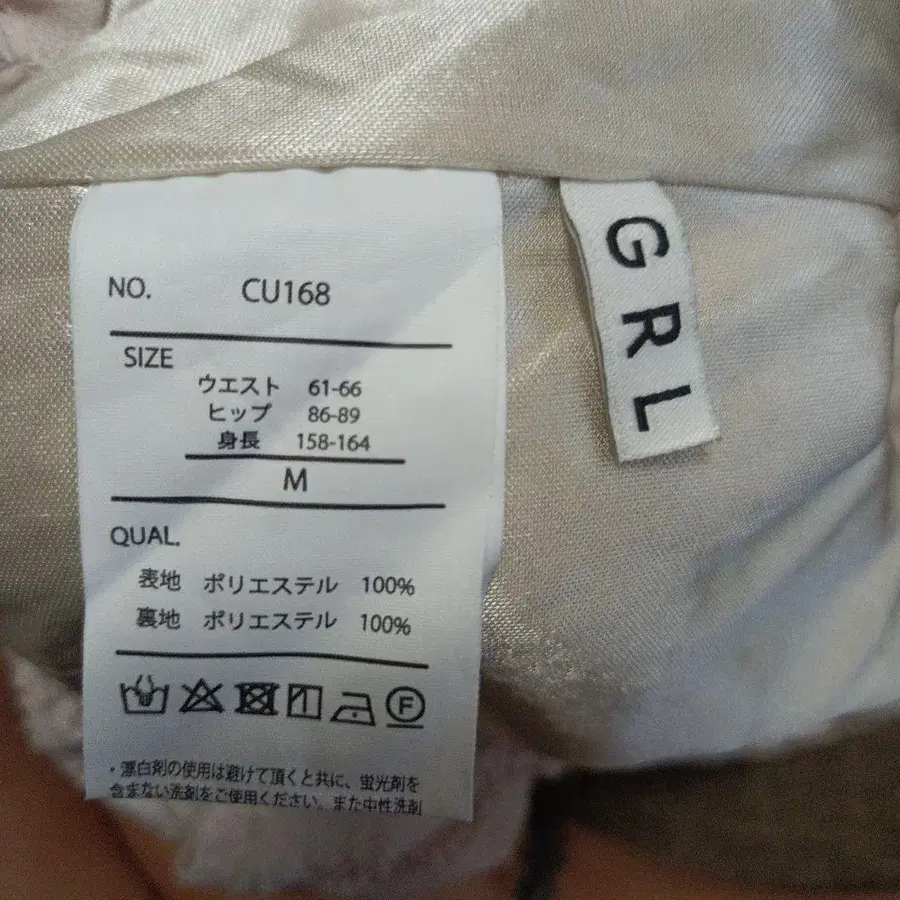 NO. CU168
SIZE
ウエスト 61-66
ヒップ 86-89
身長 158-164
M
QUAL.
表地 ポリエステル 100%
裏地 ポリエステル 100%
F
・漂白剤の使用は避けて頂くと共に、蛍光剤を
含まない洗剤をご使用ください。また中性洗剤
GRL